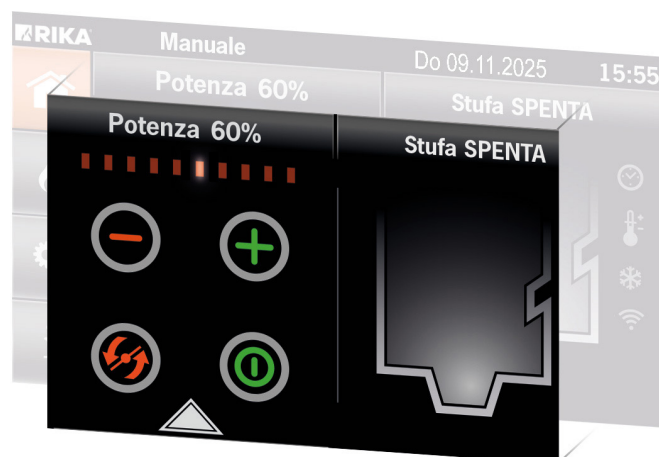 RIKA
Manuale
Do 09.11.2025
15:55
Potenza 60%
Stufa SPENTA
Potenza 60%
Stufa SPENTA